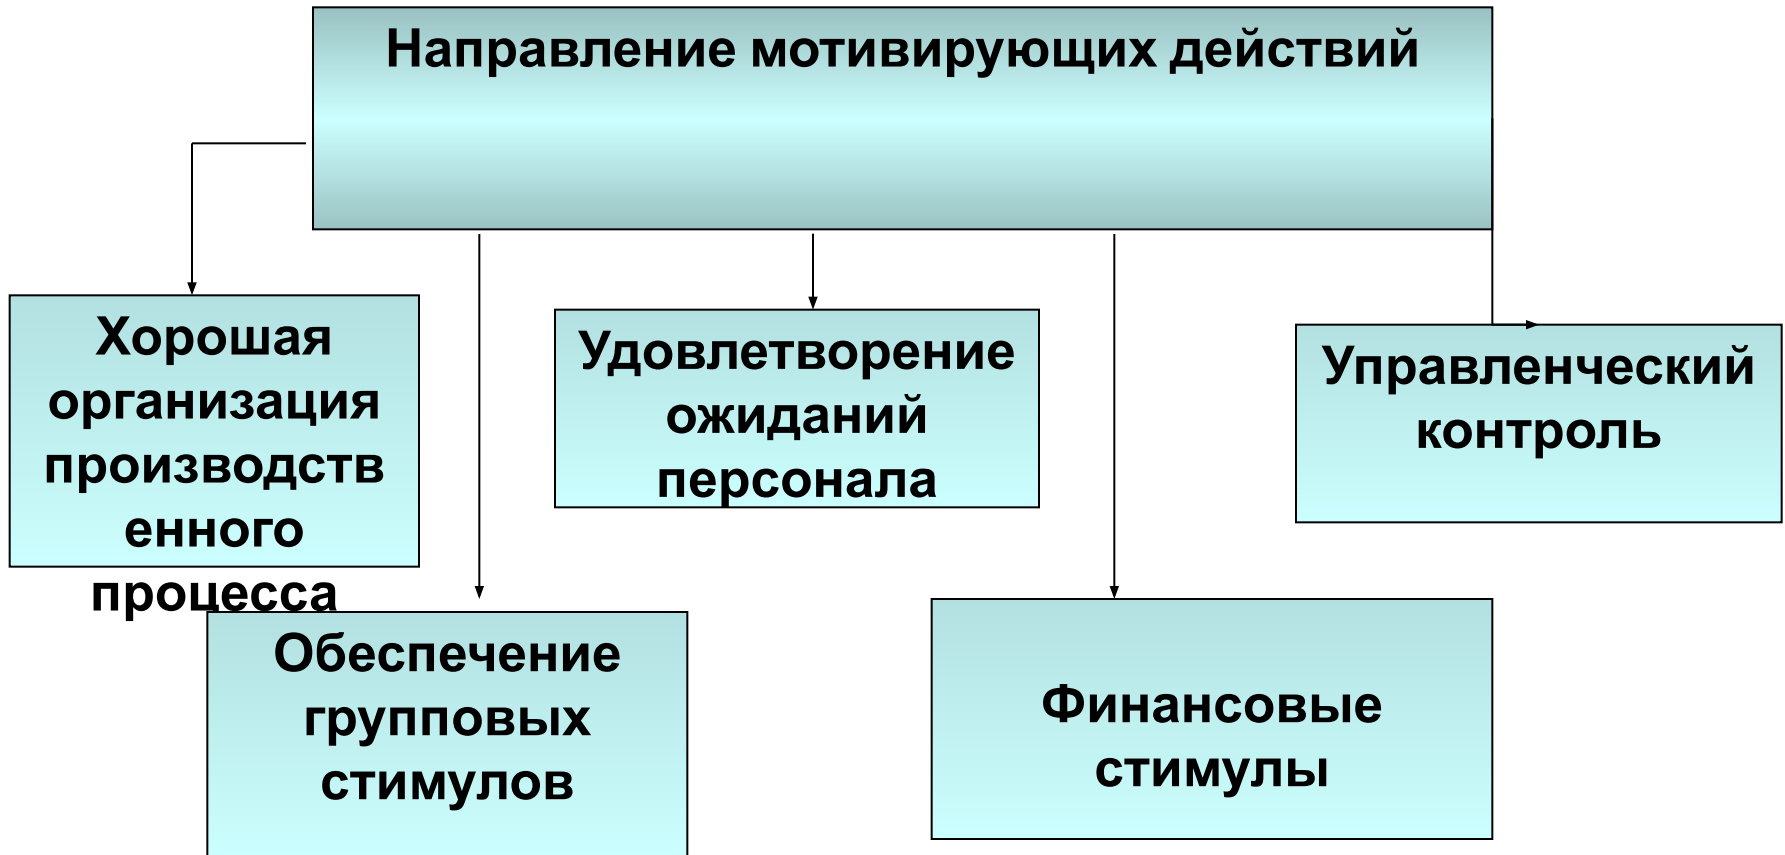 Направление мотивирующих действий
Хорошая
организация
производств
енного
процесса
Удовлетворение
ожиданий
персонала
Управленческий
контроль
Обеспечение
групповых
стимулов
Финансовые
стимулы